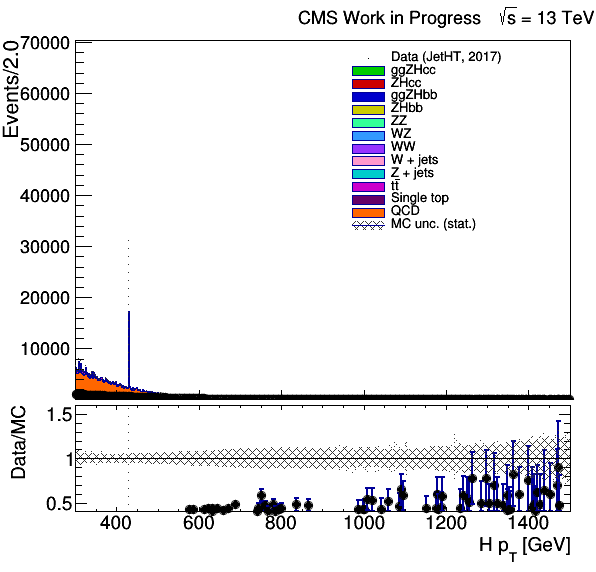 CMS Work in Progress √s = 13 TeV
Events/2.0
70000
60000
50000
40000
30000
20000
10000
Data (JetHT, 2017)
ggZHcc
ZHcc
ggZHbb
ZHbb
ZZ
WZ
WW
W + jets
Z + jets
tt̄
Single top
QCD
MC unc. (stat.)
Data/MC
1.5
1
0.5
400 600 800 1000 1200 1400
H pT [GeV]